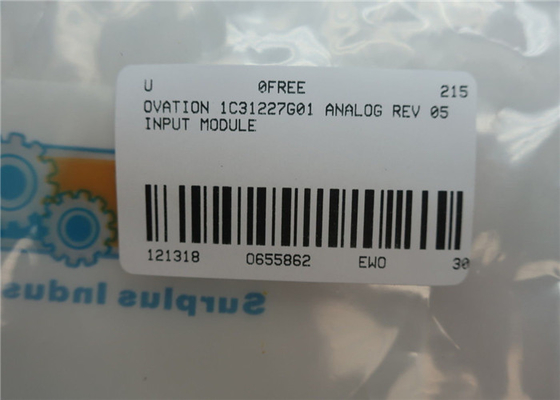 U 0FREE 215
OVATION 1C31227G01 ANALOG REV 05
INPUT MODULE
121318 0655862 EWO 30
Surplus Indus